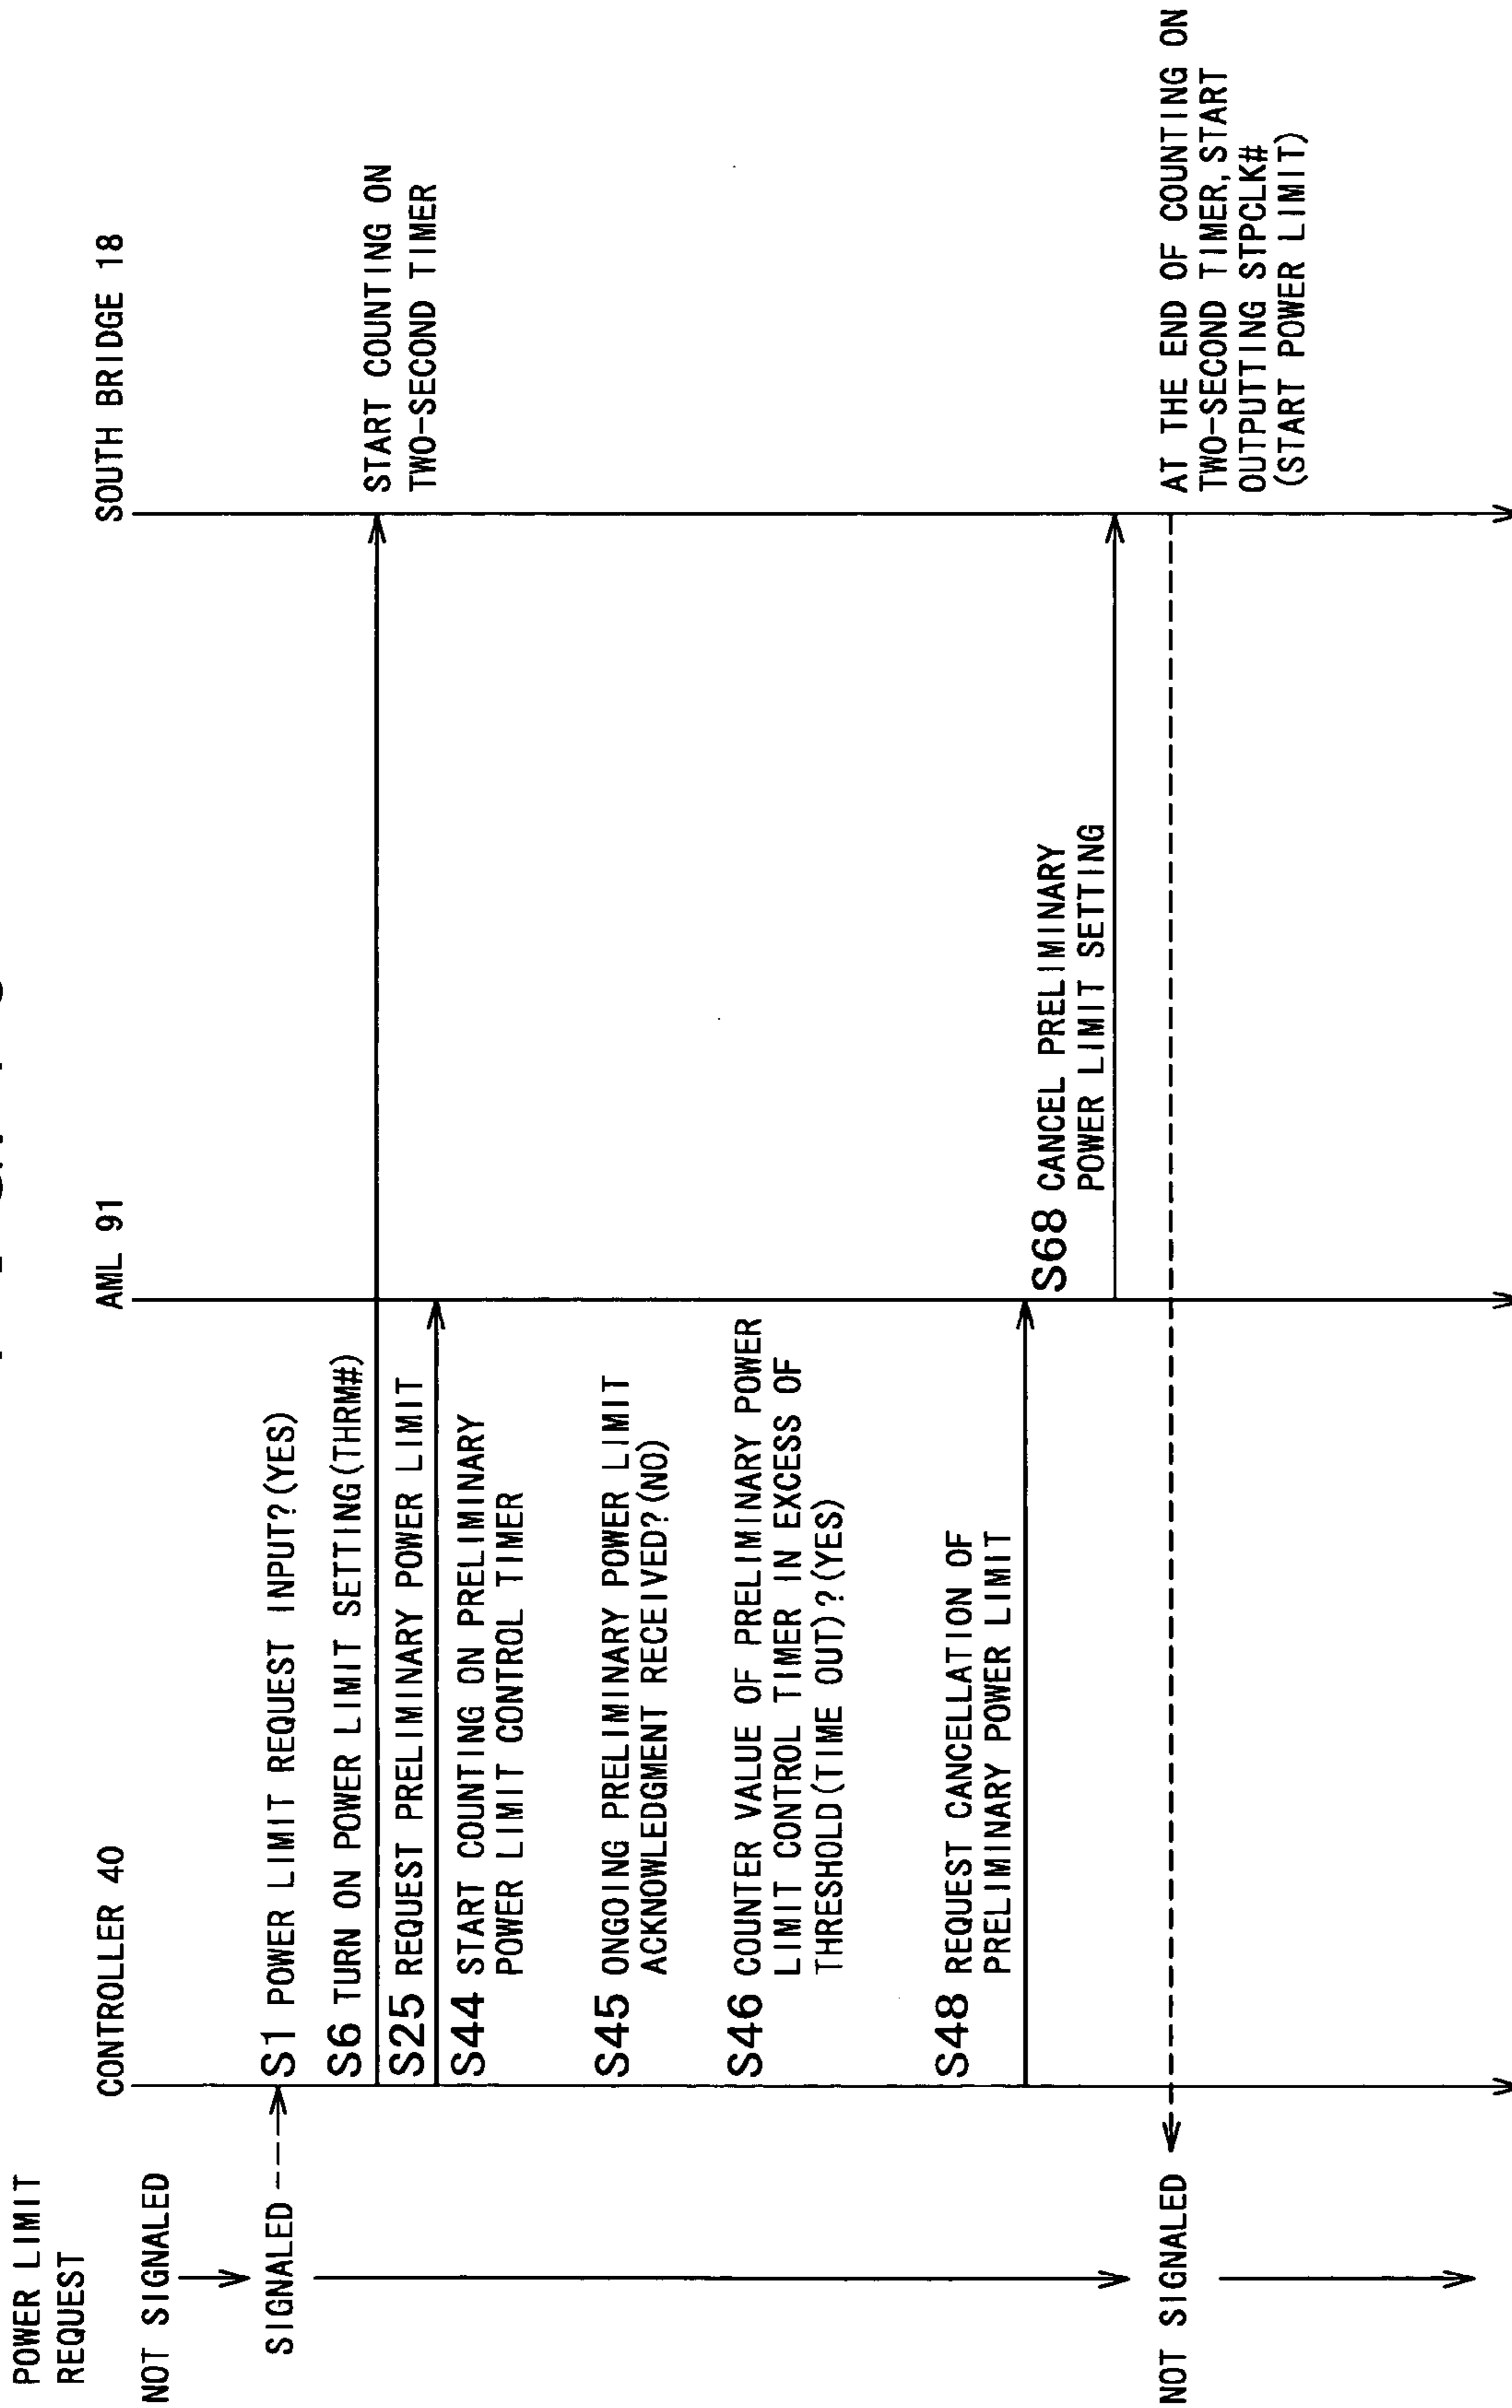 POWER LIMIT
REQUEST
NOT SIGNALED
SIGNALED
NOT SIGNALED
CONTROLLER 40
AML 91
SOUTH BRIDGE 18
S1 POWER LIMIT REQUEST INPUT?(YES)
S6 TURN ON POWER LIMIT SETTING(THRM#)
START COUNTING ON
TWO-SECOND TIMER
S25 REQUEST PRELIMINARY POWER LIMIT
S44 START COUNTING ON PRELIMINARY
POWER LIMIT CONTROL TIMER
S45 ONGOING PRELIMINARY POWER LIMIT
ACKNOWLEDGMENT RECEIVED?(NO)
S46 COUNTER VALUE OF PRELIMINARY POWER
LIMIT CONTROL TIMER IN EXCESS OF
THRESHOLD(TIME OUT)?(YES)
S48 REQUEST CANCELLATION OF
PRELIMINARY POWER LIMIT
S68 CANCEL PRELIMINARY
POWER LIMIT SETTING
AT THE END OF COUNTING ON
TWO-SECOND TIMER,START
OUTPUTTING STPCLK#
(START POWER LIMIT)